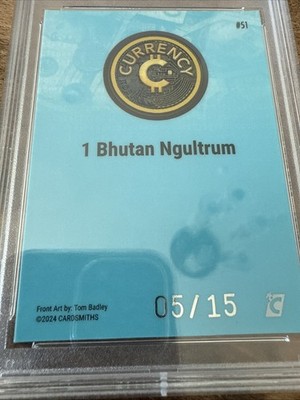 #51
CURRENCY
1 Bhutan Ngultrum
05/15
Front Art by: Tom Badley
©2024 CARDSMITHS